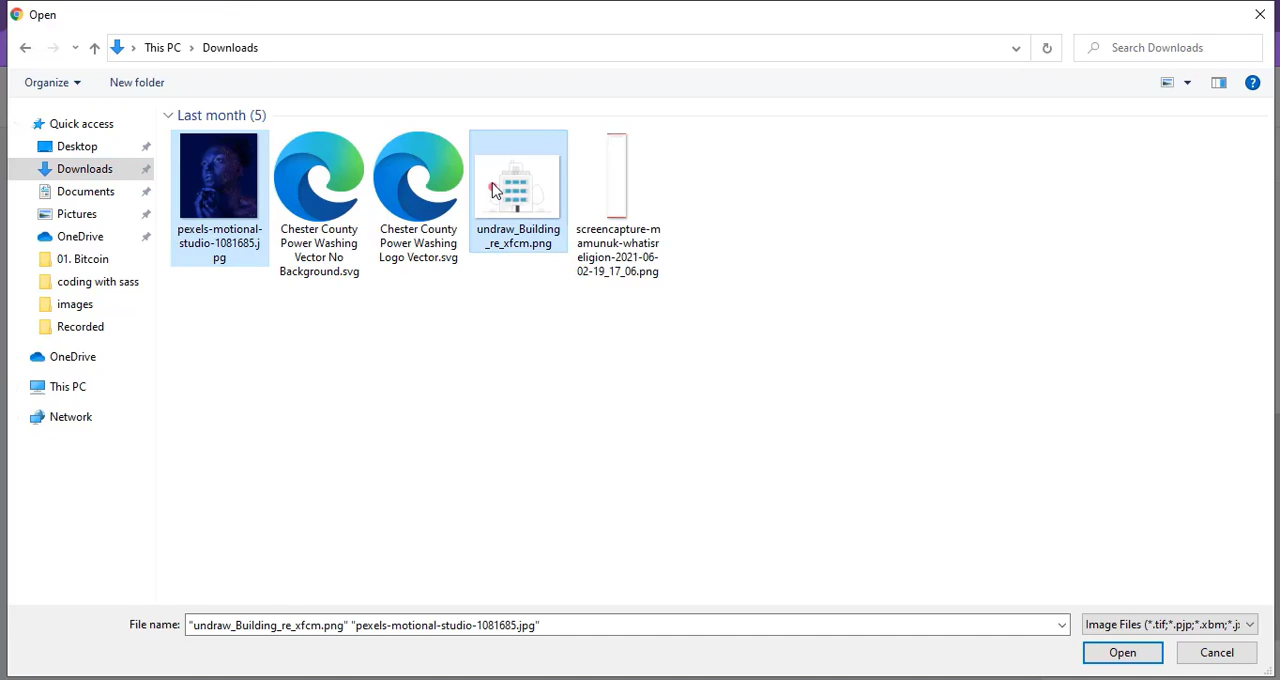 Open
This PC
Downloads
Search Downloads
Organize
New folder
Quick access
Desktop
Downloads
Documents
Pictures
OneDrive
01. Bitcoin
coding with sass
images
Recorded
OneDrive
This PC
Network
Last month (5)
pexels-motional-
studio-1081685.j
pg
Chester County
Power Washing
Vector No
Background.svg
Chester County
Power Washing
Logo Vector.svg
undraw_Building
_re_xfcm.png
screencapture-m
amunuk-whatisr
eligion-2021-06-
02-19_17_06.png
File name:
"undraw_Building_re_xfcm.png" "pexels-motional-studio-1081685.jpg"
Image Files (*.tif;*.pjp;*.xbm;*.j
Open
Cancel